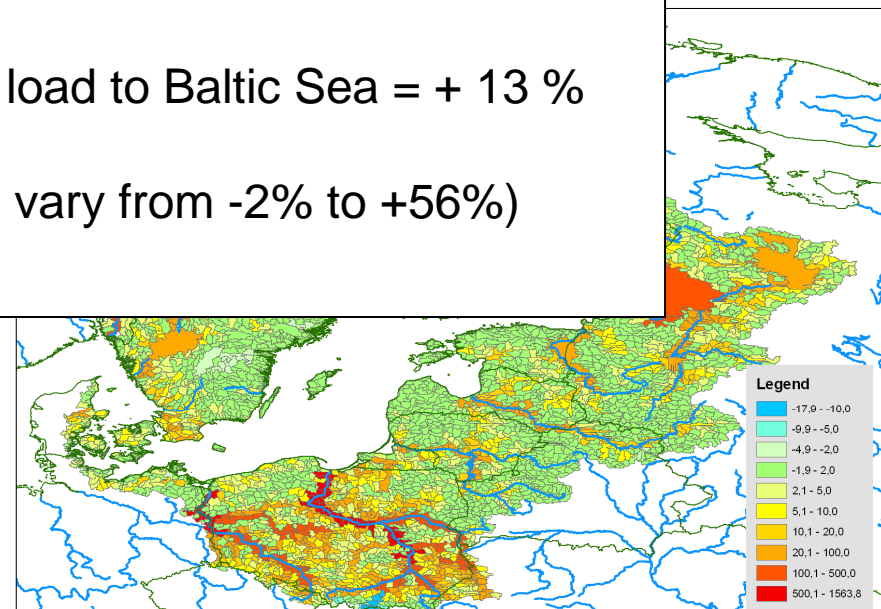 load to Baltic Sea = + 13 %
vary from -2% to +56%)
Legend
-17,9 - -10,0
-9,9 - -5,0
-4,9 - -2,0
-1,9 - 2,0
2,1 - 5,0
5,1 - 10,0
10,1 - 20,0
20,1 - 100,0
100,1 - 500,0
500,1 - 1563,8